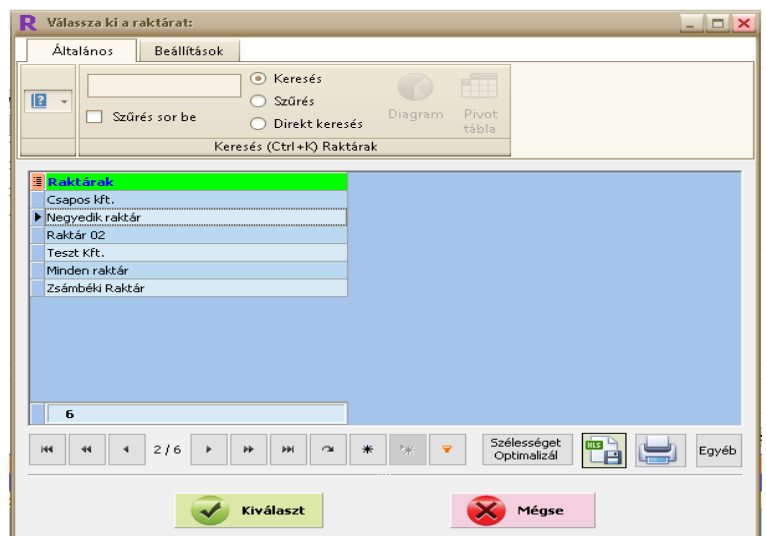 R Válassza ki a raktárat:
Általános Beállítások
Keresés
Szűrés
Szűrés sor be
Direkt keresés
Diagram
Pivot
tábla
Keresés (Ctrl+K) Raktárak
Raktárak
Csapos kft.
Negyedik raktár
Raktár 02
Teszt Kft.
Minden raktár
Zsámbéki Raktár
6
2 / 6
Szélességet
Optimalizál
XLS
Egyéb
Kiválaszt
Mégse